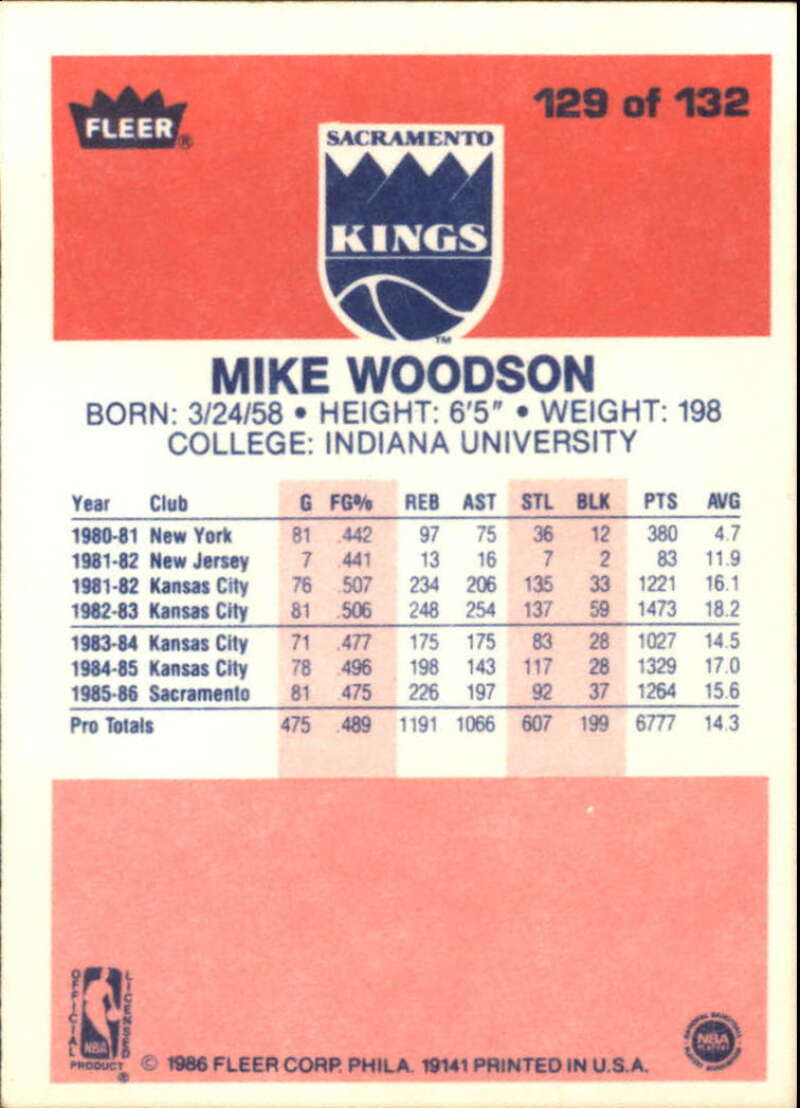 129 of 132
FLEER®
SACRAMENTO
KINGS
TM
MIKE WOODSON
BORN: 3/24/58 • HEIGHT: 6'5" • WEIGHT: 198
COLLEGE: INDIANA UNIVERSITY
Year Club G FG% REB AST STL BLK PTS AVG
1980-81 New York 81 .442 97 75 36 12 380 4.7
1981-82 New Jersey 7 .441 13 16 7 2 83 11.9
1981-82 Kansas City 76 .507 234 206 135 33 1221 16.1
1982-83 Kansas City 81 .506 248 254 137 59 1473 18.2
1983-84 Kansas City 71 .477 175 175 83 28 1027 14.5
1984-85 Kansas City 78 .496 198 143 117 28 1329 17.0
1985-86 Sacramento 81 .475 226 197 92 37 1264 15.6
Pro Totals 475 .489 1191 1066 607 199 6777 14.3
OFFICIAL
LICENSED
NBA
PRODUCT
®
© 1986 FLEER CORP. PHILA. 19141 PRINTED IN U.S.A.
NATIONAL BASKETBALL
NBA
PLAYERS
PLAYERS ASSOCIATION